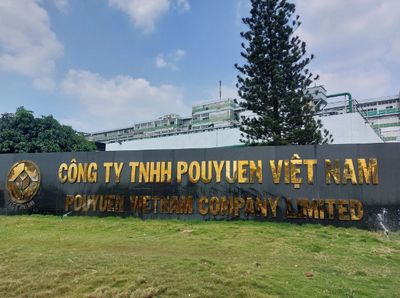 CÔNG TY TNHH POUYUEN VIỆT NAM
POUYUEN VIETNAM COMPANY LIMITED